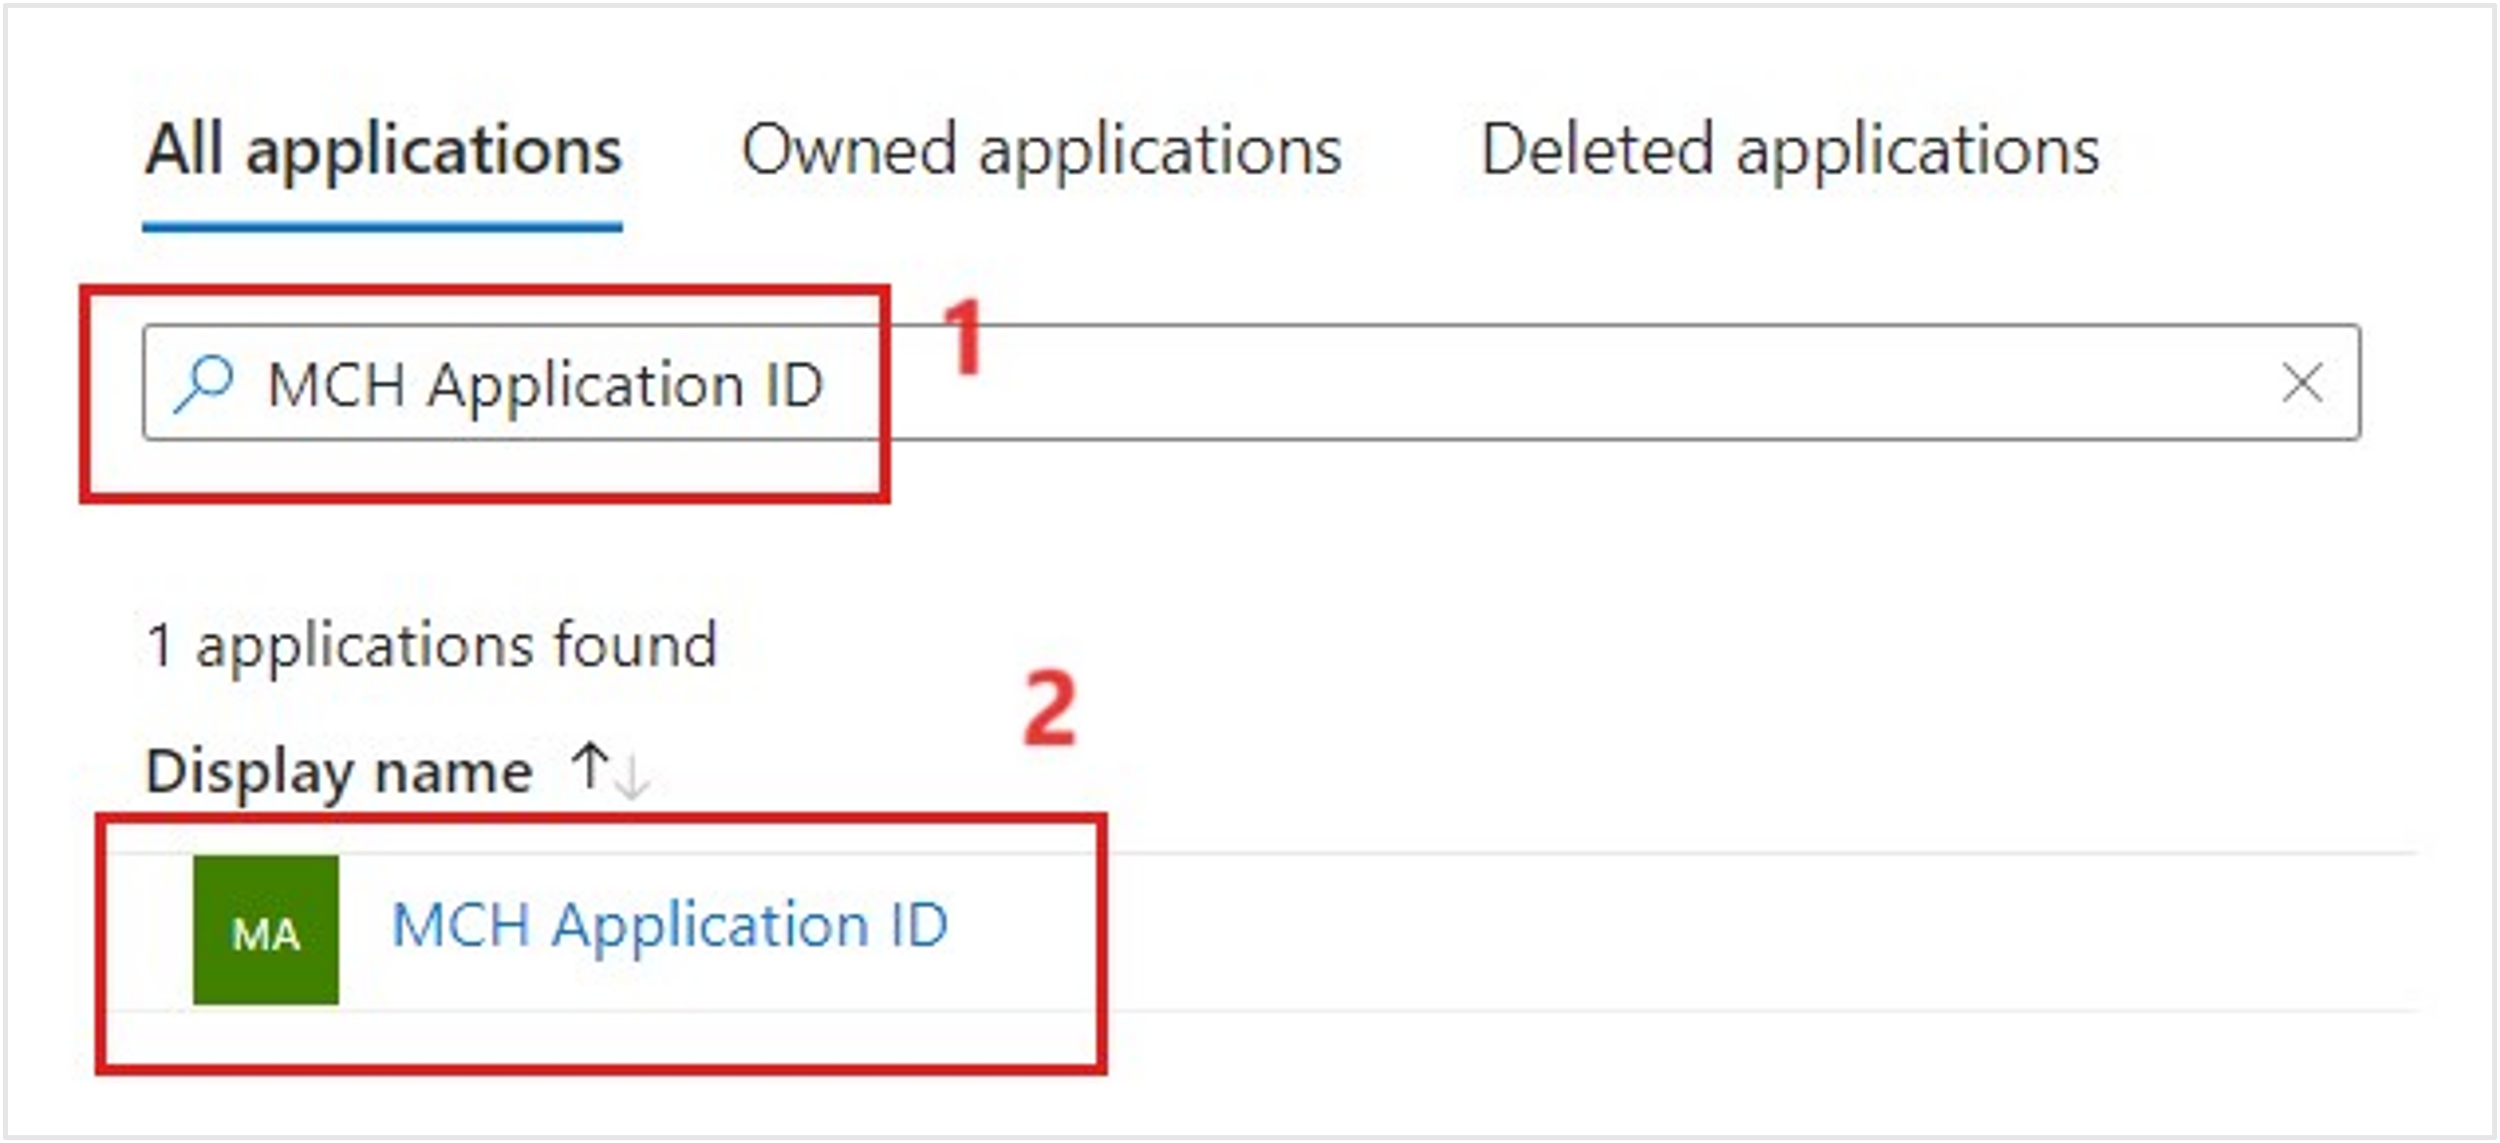 All applications Owned applications Deleted applications
MCH Application ID 1
1 applications found
2
Display name ↑↓
MA MCH Application ID